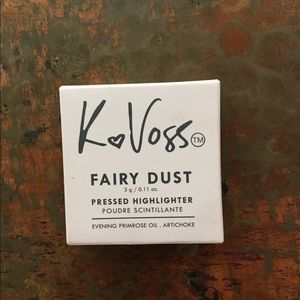 K♥Voss™
FAIRY DUST
3 g / 0.11 oz.
PRESSED HIGHLIGHTER
POUDRE SCINTILLANTE
EVENING PRIMROSE OIL . ARTICHOKE